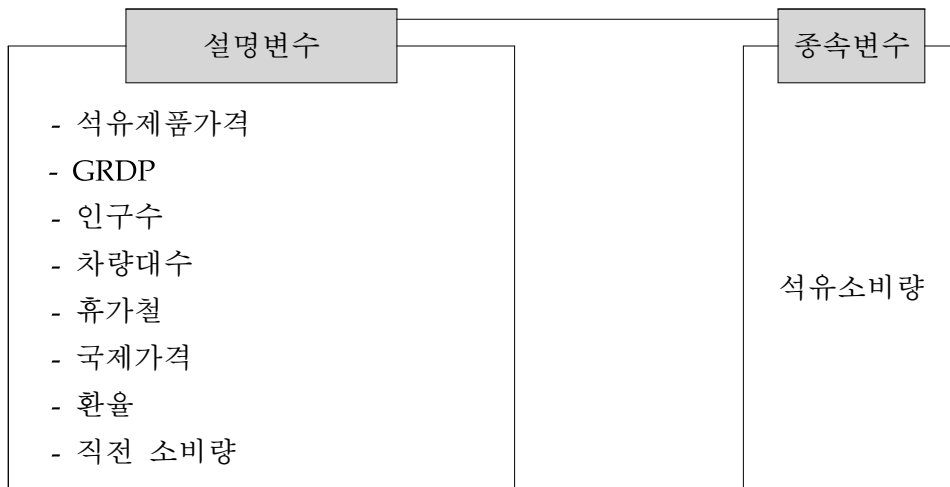 설명변수
종속변수
- 석유제품가격
- GRDP
- 인구수
- 차량대수
- 휴가철
- 국제가격
- 환율
- 직전 소비량
석유소비량